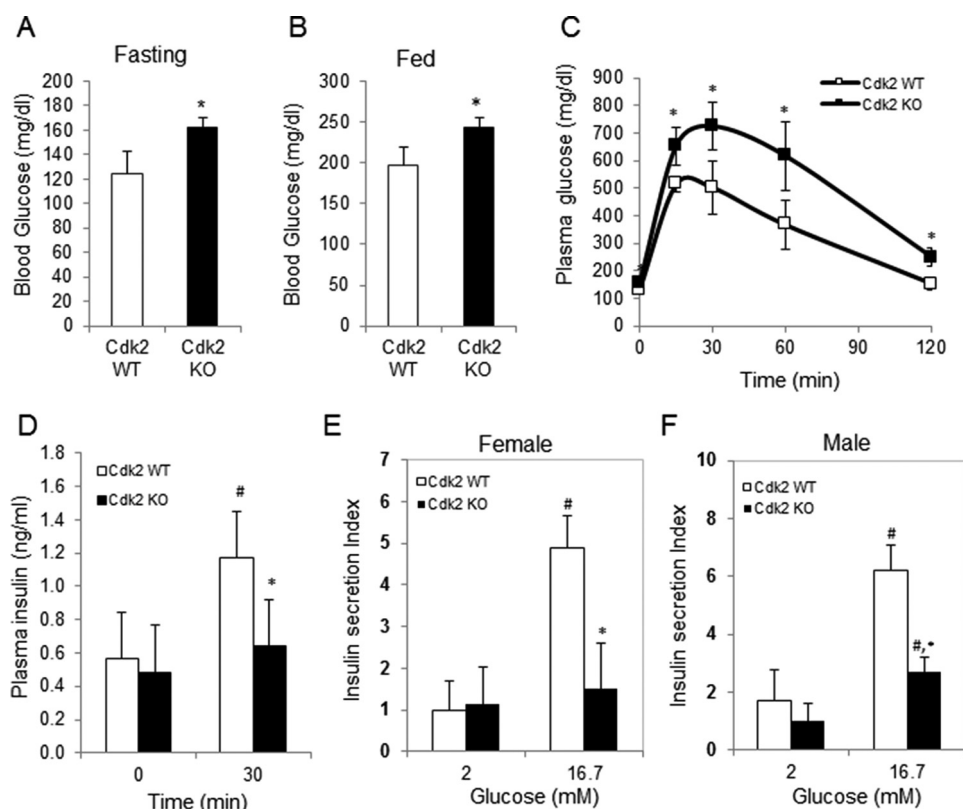 A
Fasting
Blood Glucose (mg/dl)
200
180
160
140
120
100
80
60
40
20
0
*
Cdk2
WT
Cdk2
KO
B
Fed
Blood Glucose (mg/dl)
300
250
200
150
100
50
0
*
Cdk2
WT
Cdk2
KO
C
Plasma glucose (mg/dl)
900
800
700
600
500
400
300
200
100
0
Cdk2 WT
Cdk2 KO
*
*
*
*
*
0
30
60
90
120
Time (min)
D
Plasma insulin (ng/ml)
1.8
1.6
1.4
1.2
1.0
0.8
0.6
0.4
0.2
0.0
Cdk2 WT
Cdk2 KO
#
*
0
30
Time (min)
E
Female
Insulin secretion Index
7
6
5
4
3
2
1
0
Cdk2 WT
Cdk2 KO
#
*
2
16.7
Glucose (mM)
F
Male
Insulin secretion Index
10
8
6
4
2
0
Cdk2 WT
Cdk2 KO
#
#,*
2
16.7
Glucose (mM)